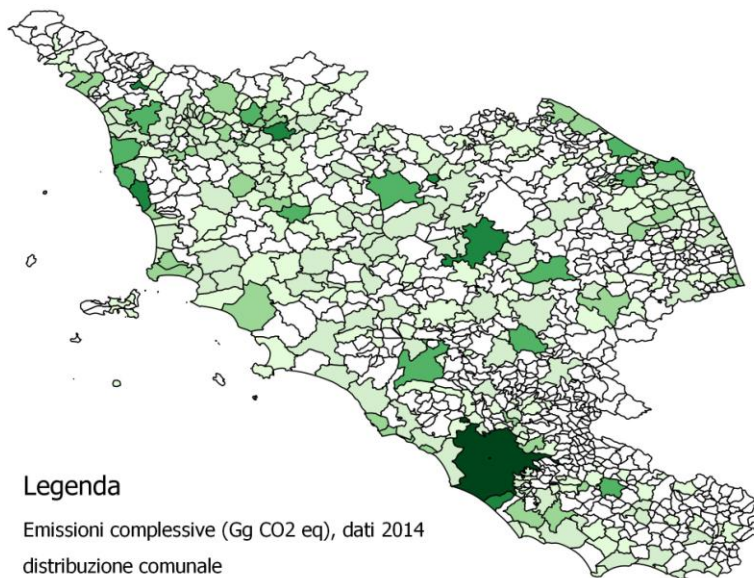 Legenda
Emissioni complessive (Gg CO2 eq), dati 2014
distribuzione comunale